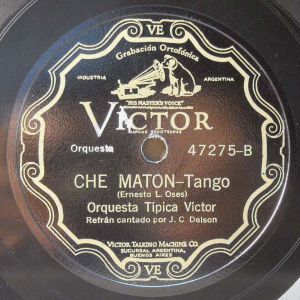 VE
Grabación Ortofónica
INDUSTRIA ARGENTINA
"HIS MASTER'S VOICE"
VICTOR
MARCAS REGISTRADAS
Orquesta 47275-B
CHE MATON-Tango
(Ernesto L. Oses)
Orquesta Típica Victor
Refrán cantado por J. C. Delson
VICTOR TALKING MACHINE CO.
SUCURSAL ARGENTINA,
BUENOS AIRES
VE